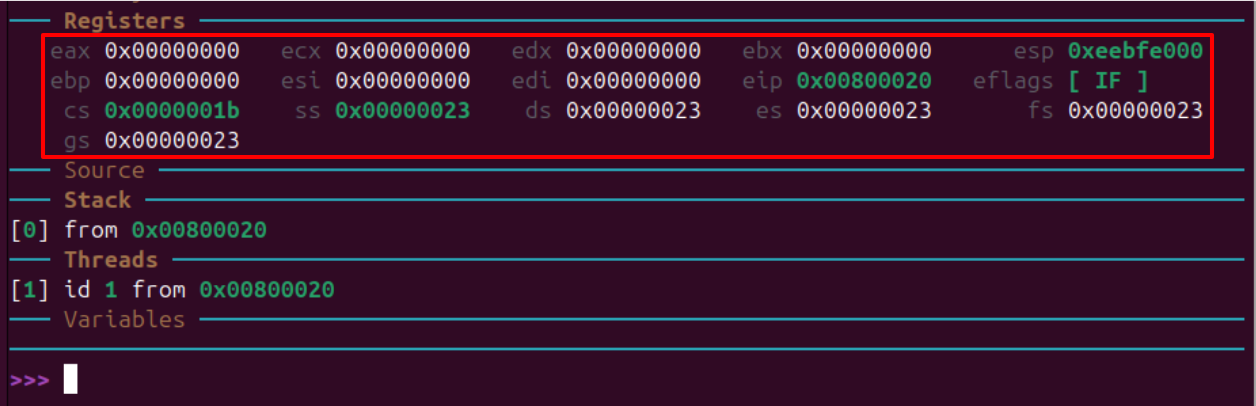 Registers
eax 0x00000000 ecx 0x00000000 edx 0x00000000 ebx 0x00000000 esp 0xeebfe000
ebp 0x00000000 esi 0x00000000 edi 0x00000000 eip 0x00800020 eflags [ IF ]
cs 0x0000001b ss 0x00000023 ds 0x00000023 es 0x00000023 fs 0x00000023
gs 0x00000023
Source
Stack
[0] from 0x00800020
Threads
[1] id 1 from 0x00800020
Variables
>>>